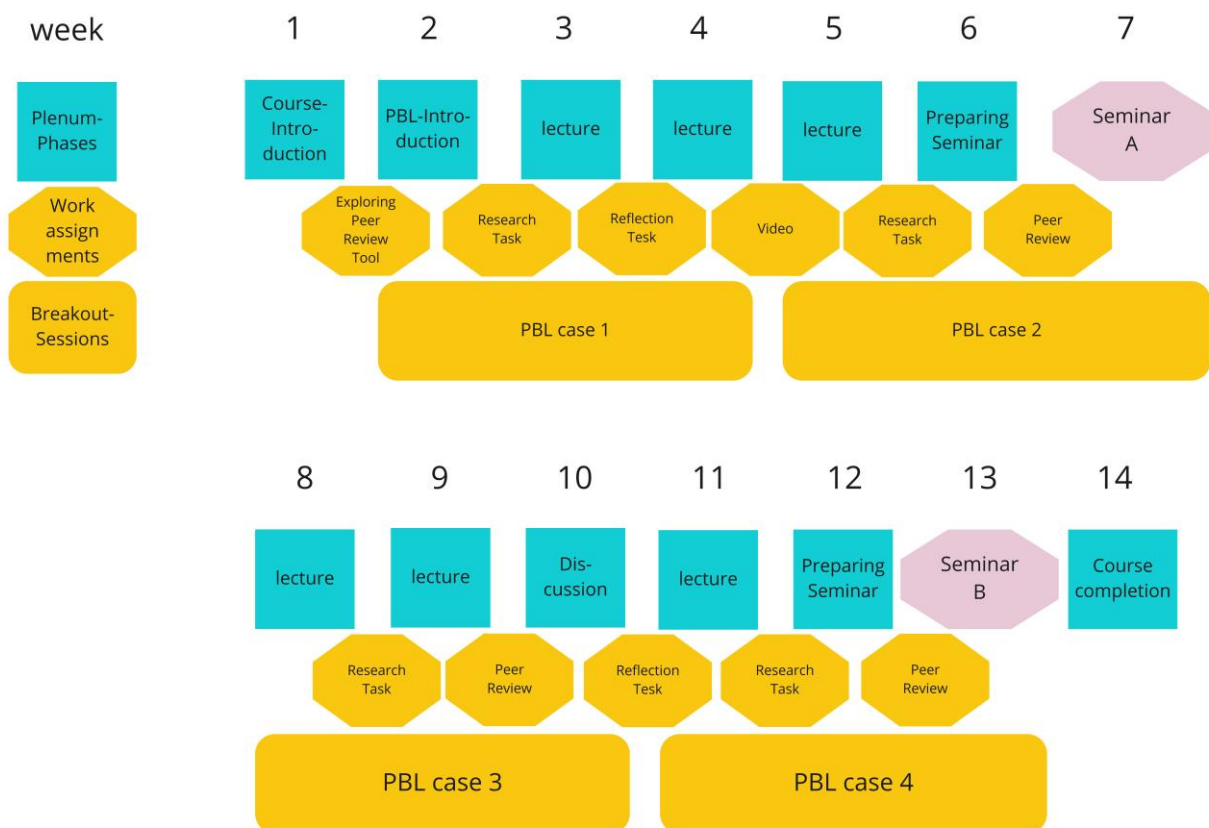 week 1 2 3 4 5 6 7
Plenum-
Phases
Course-
Intro-
duction
PBL-Intro-
duction
lecture
lecture
lecture
Preparing
Seminar
Seminar
A
Work
assign
ments
Exploring
Peer
Review
Tool
Research
Task
Reflection
Tesk
Video
Research
Task
Peer
Review
Breakout-
Sessions
PBL case 1
PBL case 2
8 9 10 11 12 13 14
lecture
lecture
Dis-
cussion
lecture
Preparing
Seminar
Seminar
B
Course
completion
Research
Task
Peer
Review
Reflection
Tesk
Research
Task
Peer
Review
PBL case 3
PBL case 4